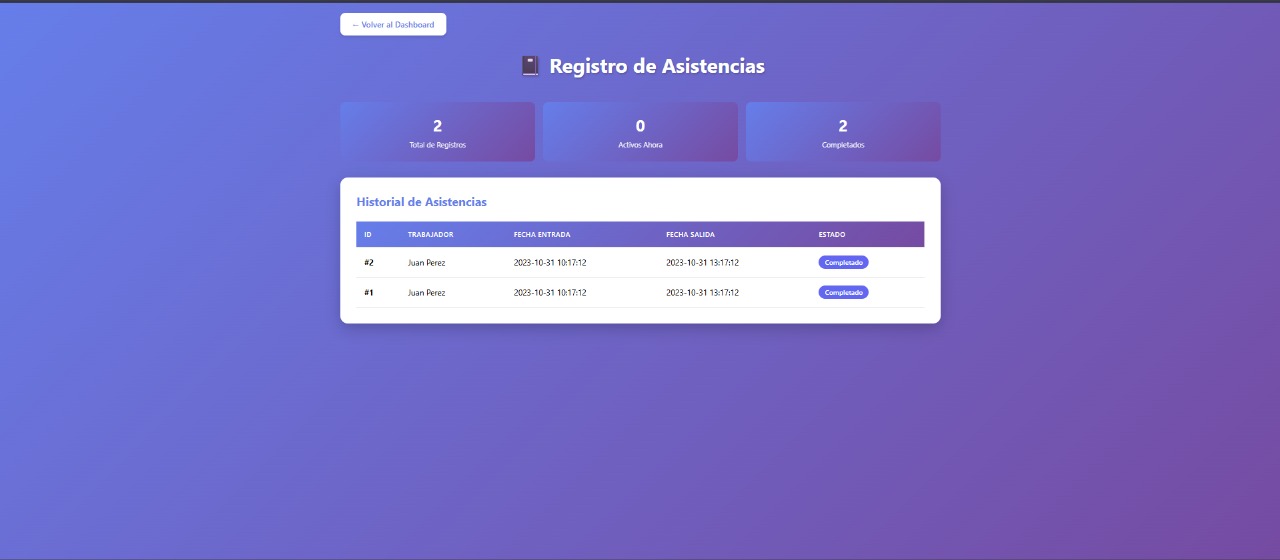 ← Volver al Dashboard
Registro de Asistencias
2 0 2
Total de Registros Activos Ahora Completados
Historial de Asistencias
ID TRABAJADOR FECHA ENTRADA FECHA SALIDA ESTADO
#2 Juan Perez 2023-10-31 10:17:12 2023-10-31 13:17:12 Completado
#1 Juan Perez 2023-10-31 10:17:12 2023-10-31 13:17:12 Completado